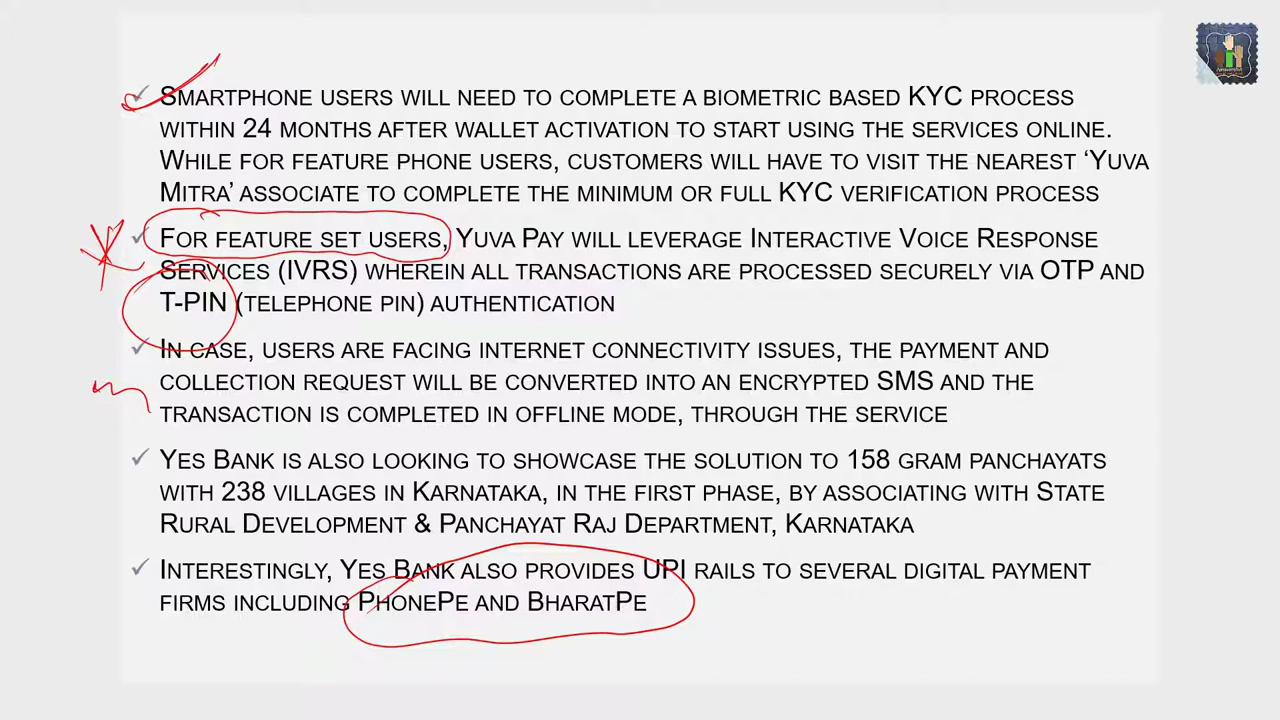 SMARTPHONE USERS WILL NEED TO COMPLETE A BIOMETRIC BASED KYC PROCESS
WITHIN 24 MONTHS AFTER WALLET ACTIVATION TO START USING THE SERVICES ONLINE.
WHILE FOR FEATURE PHONE USERS, CUSTOMERS WILL HAVE TO VISIT THE NEAREST ‘YUVA
MITRA’ ASSOCIATE TO COMPLETE THE MINIMUM OR FULL KYC VERIFICATION PROCESS
FOR FEATURE SET USERS, YUVA PAY WILL LEVERAGE INTERACTIVE VOICE RESPONSE
SERVICES (IVRS) WHEREIN ALL TRANSACTIONS ARE PROCESSED SECURELY VIA OTP AND
T-PIN (TELEPHONE PIN) AUTHENTICATION
IN CASE, USERS ARE FACING INTERNET CONNECTIVITY ISSUES, THE PAYMENT AND
COLLECTION REQUEST WILL BE CONVERTED INTO AN ENCRYPTED SMS AND THE
TRANSACTION IS COMPLETED IN OFFLINE MODE, THROUGH THE SERVICE
YES BANK IS ALSO LOOKING TO SHOWCASE THE SOLUTION TO 158 GRAM PANCHAYATS
WITH 238 VILLAGES IN KARNATAKA, IN THE FIRST PHASE, BY ASSOCIATING WITH STATE
RURAL DEVELOPMENT & PANCHAYAT RAJ DEPARTMENT, KARNATAKA
INTERESTINGLY, YES BANK ALSO PROVIDES UPI RAILS TO SEVERAL DIGITAL PAYMENT
FIRMS INCLUDING PHONEPE AND BHARATPE